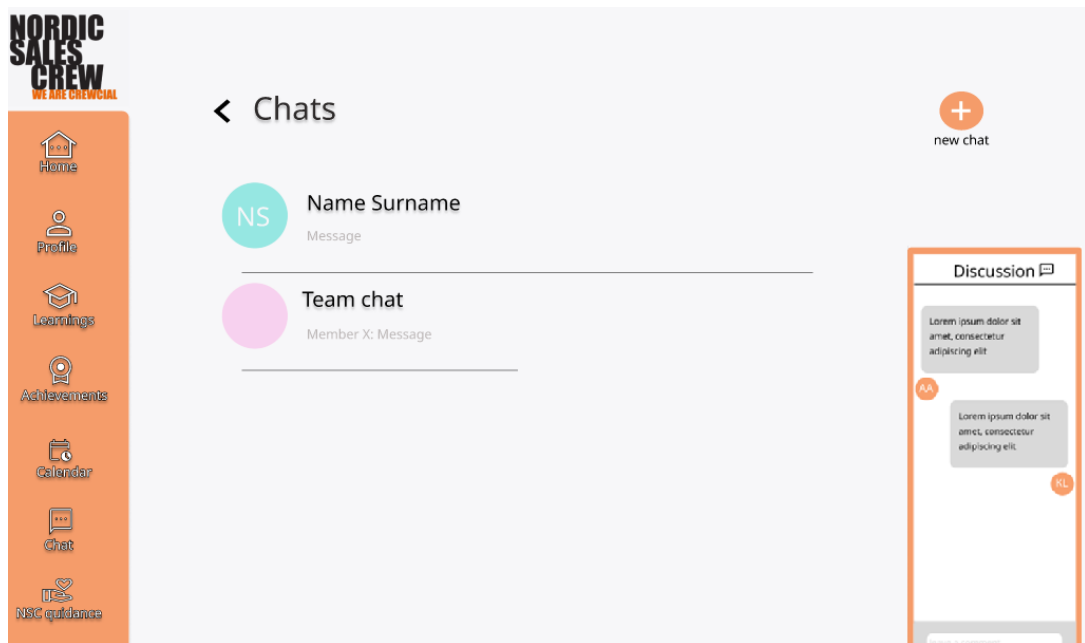 NORDIC
SALES
CREW
WE ARE CREWCIAL
Home
Profile
Learnings
Achievements
Calendar
Chat
NSC guidance
Chats
new chat
NS
Name Surname
Message
Team chat
Member X: Message
Discussion
Lorem ipsum dolor sit
amet, consectetur
adipiscing elit
AA
Lorem ipsum dolor sit
amet, consectetur
adipiscing elit
KL